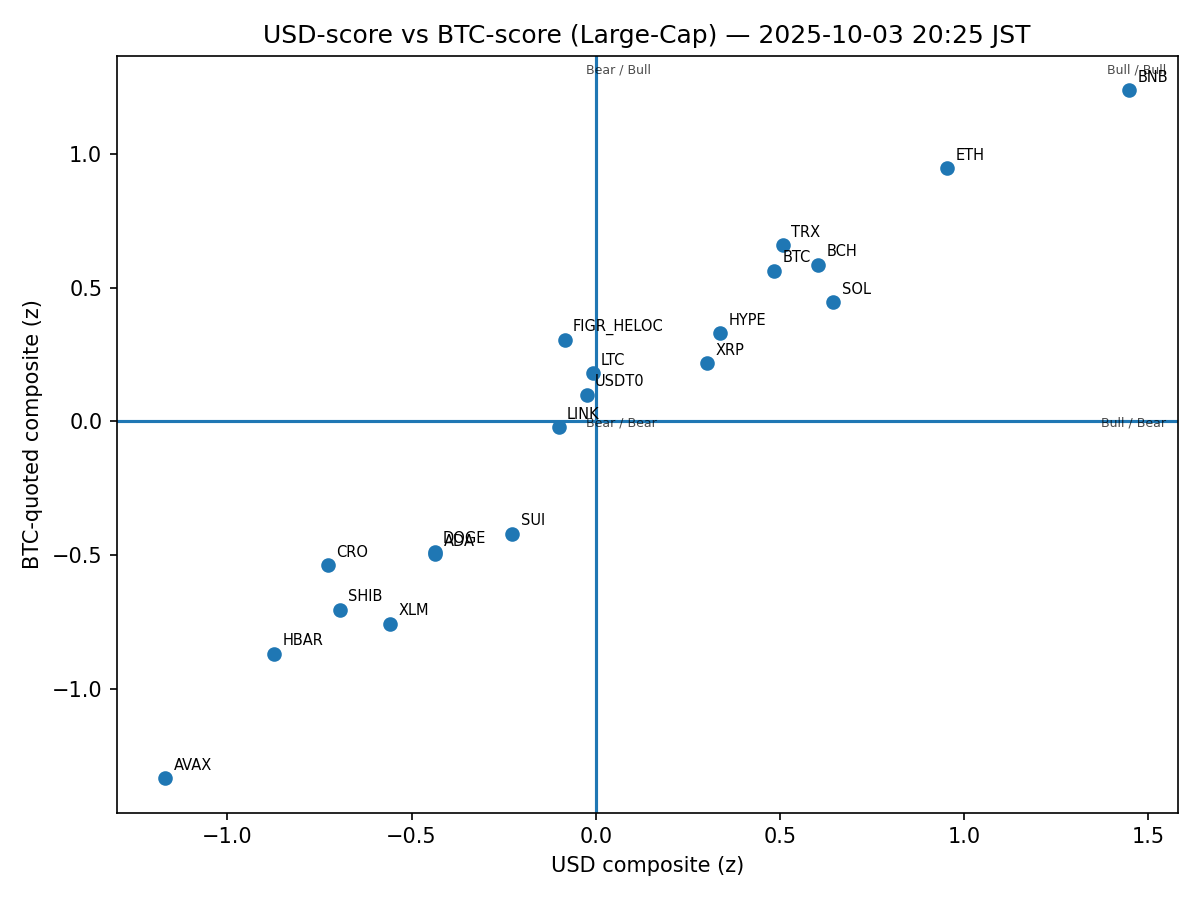 USD-score vs BTC-score (Large-Cap) — 2025-10-03 20:25 JST
Bear / Bull
Bull / Bull
BNB
ETH
TRX
BTC
BCH
SOL
HYPE
FIGR_HELOC
XRP
LTC
USDT0
LINK
Bear / Bear
Bull / Bear
SUI
DOGE
ADA
CRO
SHIB
XLM
HBAR
AVAX
1.0
0.5
0.0
−0.5
−1.0
BTC-quoted composite (z)
−1.0
−0.5
0.0
0.5
1.0
1.5
USD composite (z)